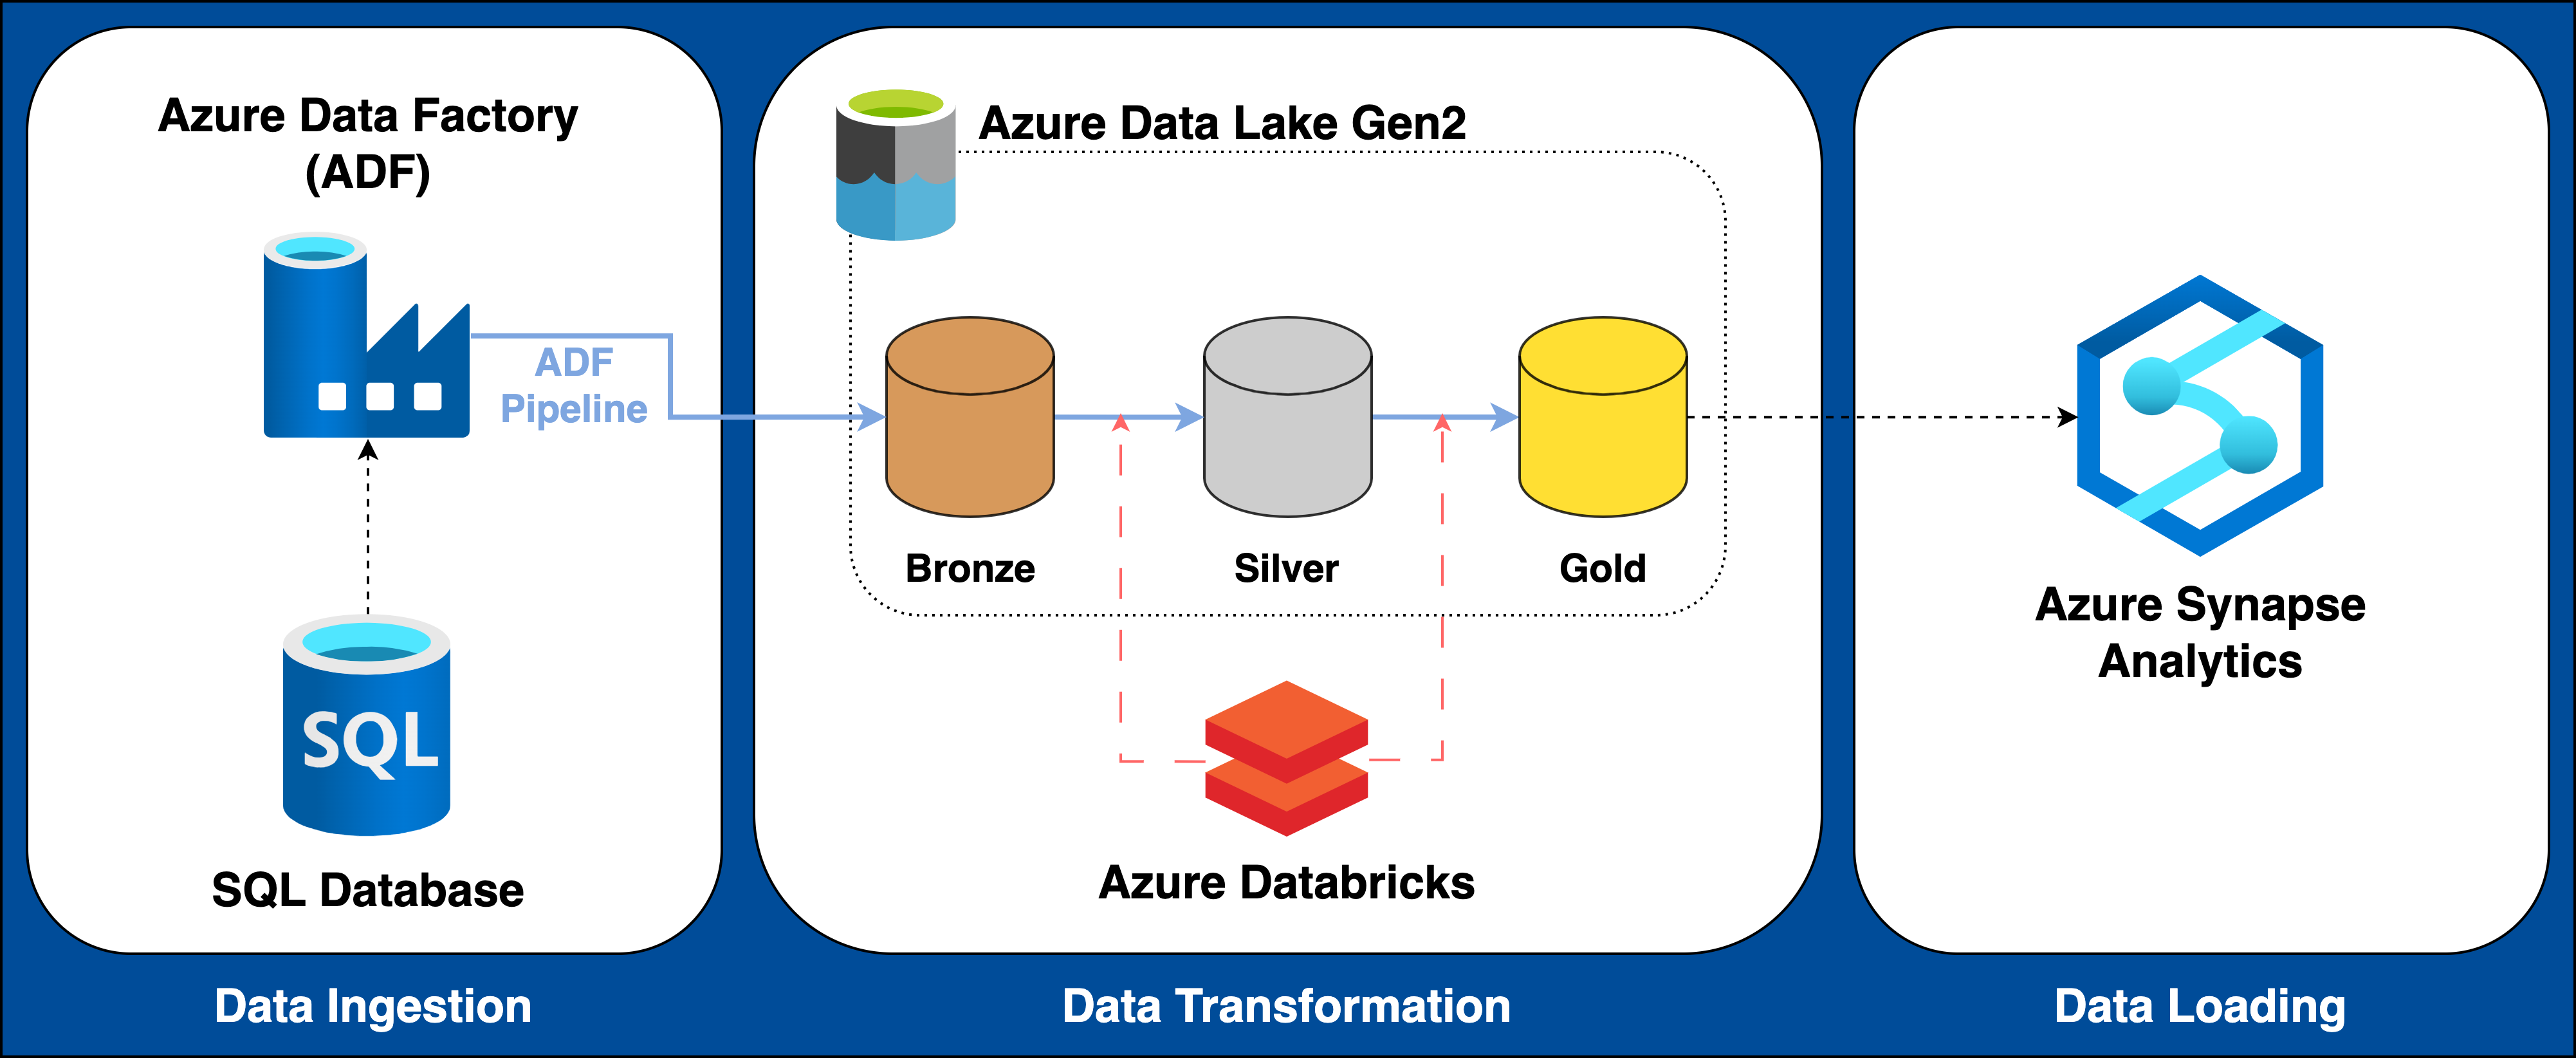 Azure Data Factory
(ADF)
ADF
Pipeline
SQL
SQL Database
Data Ingestion
Azure Data Lake Gen2
Bronze
Silver
Gold
Azure Databricks
Data Transformation
Azure Synapse
Analytics
Data Loading